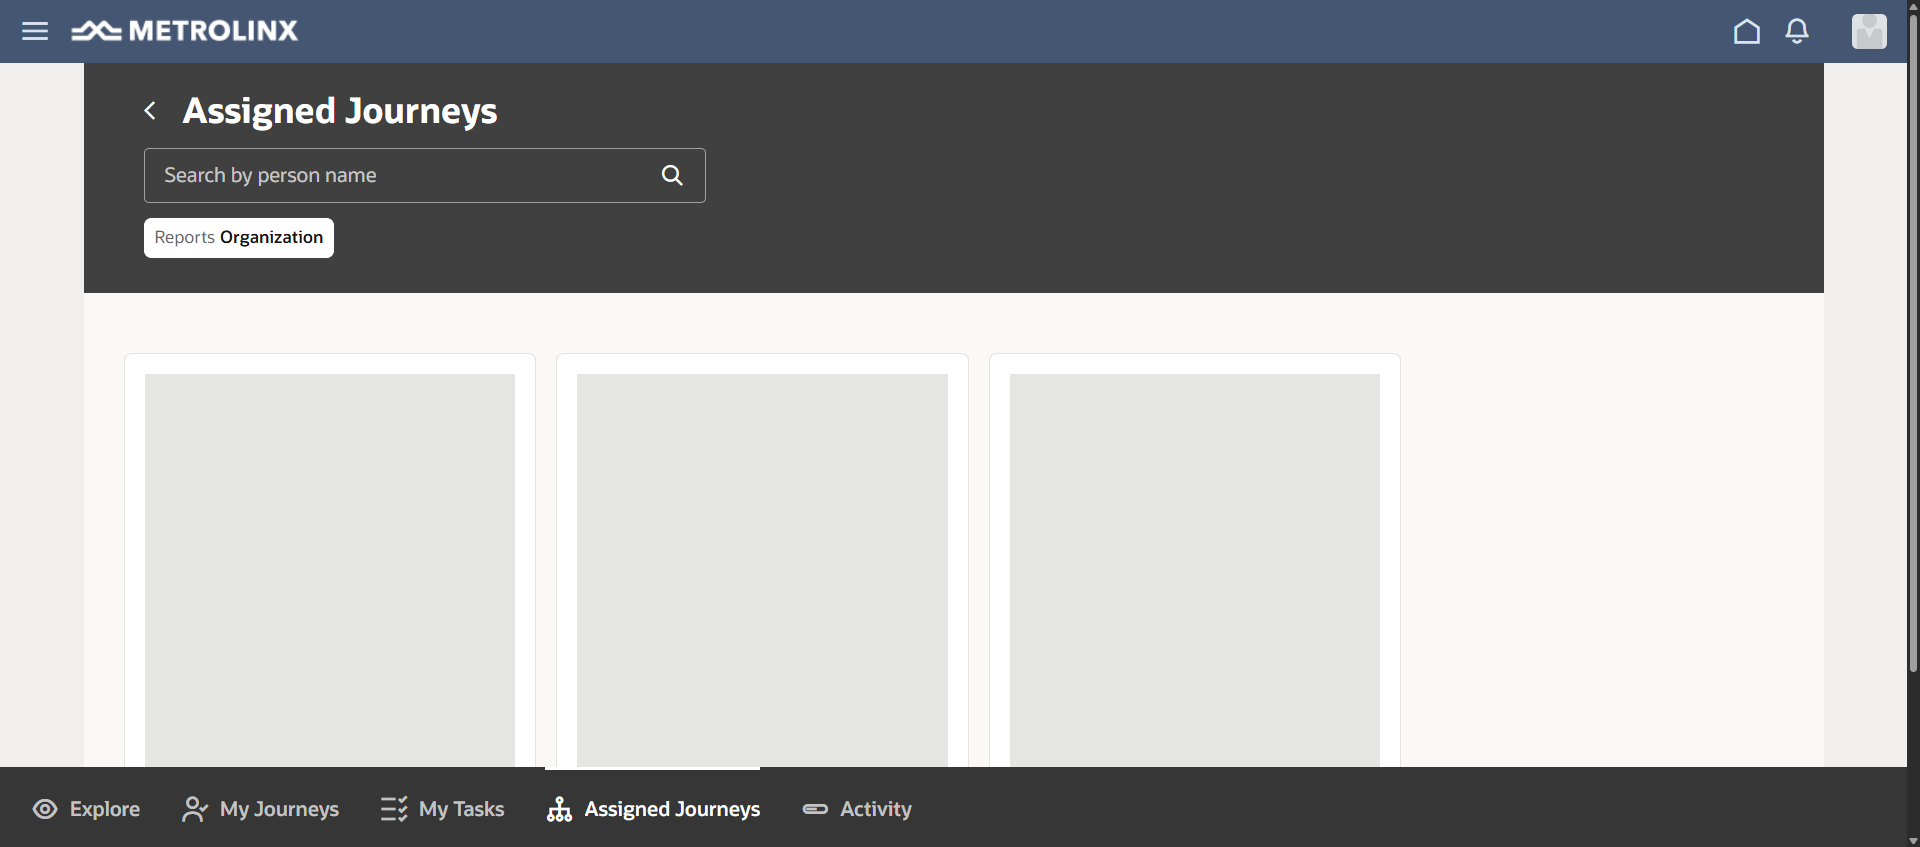 METROLINX
Assigned Journeys
Search by person name
Reports Organization
Explore
My Journeys
My Tasks
Assigned Journeys
Activity